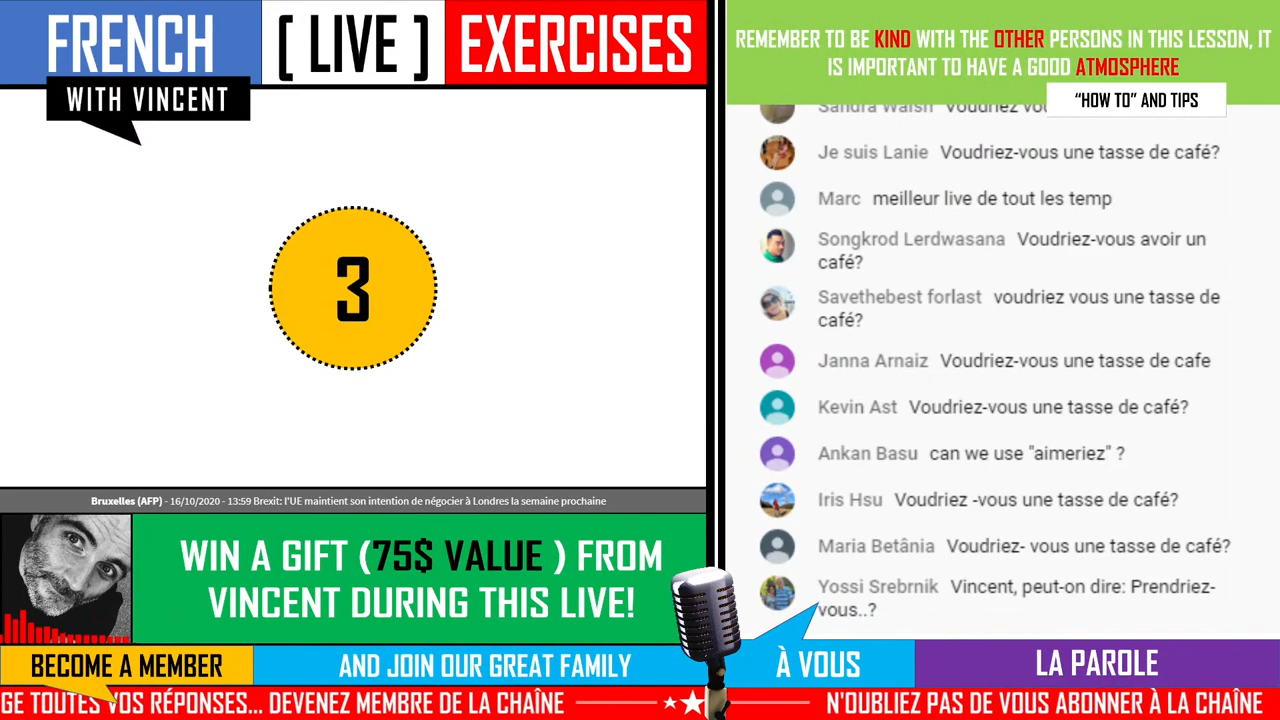 FRENCH
[ LIVE ]
EXERCISES
WITH VINCENT
3
Bruxelles (AFP) - 16/10/2020 - 13:59 Brexit: l'UE maintient son intention de négocier à Londres la semaine prochaine
WIN A GIFT (75$ VALUE ) FROM
VINCENT DURING THIS LIVE!
BECOME A MEMBER
AND JOIN OUR GREAT FAMILY
REMEMBER TO BE KIND WITH THE OTHER PERSONS IN THIS LESSON, IT
IS IMPORTANT TO HAVE A GOOD ATMOSPHERE
“HOW TO” AND TIPS
Sandra Walsh Voudriez
Je suis Lanie Voudriez-vous une tasse de café?
Marc meilleur live de tout les temp
Songkrod Lerdwasana Voudriez-vous avoir un
café?
Savethebest forlast voudriez vous une tasse de
café?
Janna Arnaiz Voudriez-vous une tasse de cafe
Kevin Ast Voudriez-vous une tasse de café?
Ankan Basu can we use "aimeriez" ?
Iris Hsu Voudriez -vous une tasse de café?
Maria Betânia Voudriez- vous une tasse de café?
Yossi Srebrnik Vincent, peut-on dire: Prendriez-
vous..?
À VOUS
LA PAROLE
GE TOUTES VOS RÉPONSES... DEVENEZ MEMBRE DE LA CHAÎNE
N'OUBLIEZ PAS DE VOUS ABONNER À LA CHAÎNE